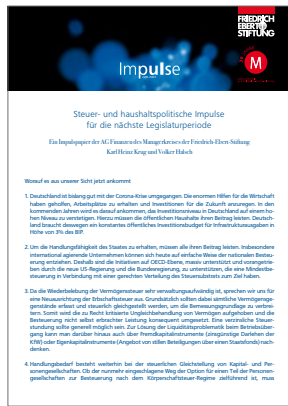 FRIEDRICH
EBERT
STIFTUNG
Impulse
M
Steuer- und haushaltspolitische Impulse
für die nächste Legislaturperiode
Ein Impulspapier der AG Finanzen des Managerkreises der Friedrich-Ebert-Stiftung
Karl Heinz Krug und Volker Halsch
Worauf es aus unserer Sicht jetzt ankommt
1. Deutschland ist bislang gut mit der Corona-Krise umgegangen. Die enormen Hilfen für die Wirtschaft
haben geholfen, Arbeitsplätze zu erhalten und Investitionen für die Zukunft anzuregen. In den
kommenden Jahren wird es darauf ankommen, das Investitionsniveau in Deutschland auf einem ho-
hen Niveau zu verstetigen. Hierzu müssen die öffentlichen Haushalte ihren Beitrag leisten. Deutsch-
land braucht deswegen ein konstantes öffentliches Investitionsbudget für Infrastrukturausgaben in
Höhe von 3% des BIP.
2. Um die Handlungsfähigkeit des Staates zu erhalten, müssen alle ihren Beitrag leisten. Insbesondere
international agierende Unternehmen können sich heute auf einfache Weise der nationalen Besteu-
erung entziehen. Deshalb sind die Initiativen auf OECD-Ebene, massiv unterstützt und vorangetrie-
ben durch die neue US-Regierung und die Bundesregierung, zu unterstützen, die eine Mindestbe-
steuerung in Verbindung mit einer gerechten Verteilung des Steuersubstrats zum Ziel haben.
3. Da die Wiederbelebung der Vermögensteuer sehr verwaltungsaufwändig ist, sprechen wir uns für
eine Neuausrichtung der Erbschaftsteuer aus. Grundsätzlich sollten dabei sämtliche Vermögensge-
genstände erfasst und steuerlich gleichgestellt werden, um die Bemessungsgrundlage zu verbrei-
tern. Somit wird die zu Recht kritisierte Ungleichbehandlung von Vermögen aufgehoben und die
Besteuerung nicht selbst erbrachter Leistung konsequent umgesetzt. Eine verzinsliche Steuer-
stundung sollte generell möglich sein. Zur Lösung der Liquiditätsproblematik beim Betriebsüber-
gang kann man darüber hinaus auch über Fremdkapitalinstrumente (zinsgünstige Darlehen der
KfW) oder Eigenkapitalinstrumente (Angebot von stillen Beteiligungen über einen Staatsfonds) nach-
denken.
4. Handlungsbedarf besteht weiterhin bei der steuerlichen Gleichstellung von Kapital- und Per-
sonengesellschaften. Ob der nunmehr eingeschlagene Weg der Option für einen Teil der Personen-
gesellschaften zur Besteuerung nach dem Körperschaftsteuer-Regime zielführend ist, muss